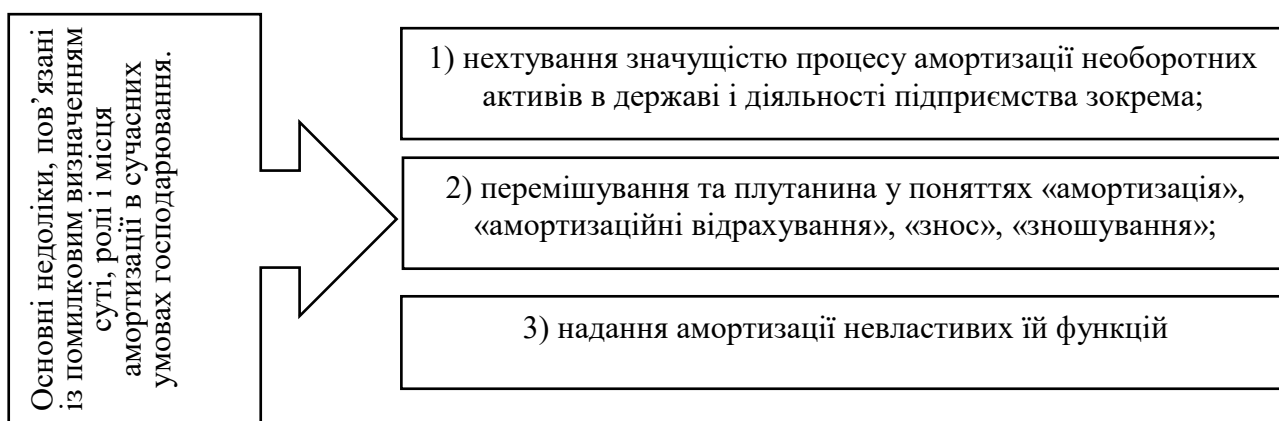 Основні недоліки, пов’язані
із помилковим визначенням
суті, ролі і місця
амортизації в сучасних
умовах господарювання.
1) нехтування значущістю процесу амортизації необоротних
активів в державі і діяльності підприємства зокрема;
2) перемішування та плутанина у поняттях «амортизація»,
«амортизаційні відрахування», «знос», «зношування»;
3) надання амортизації невластивих їй функцій